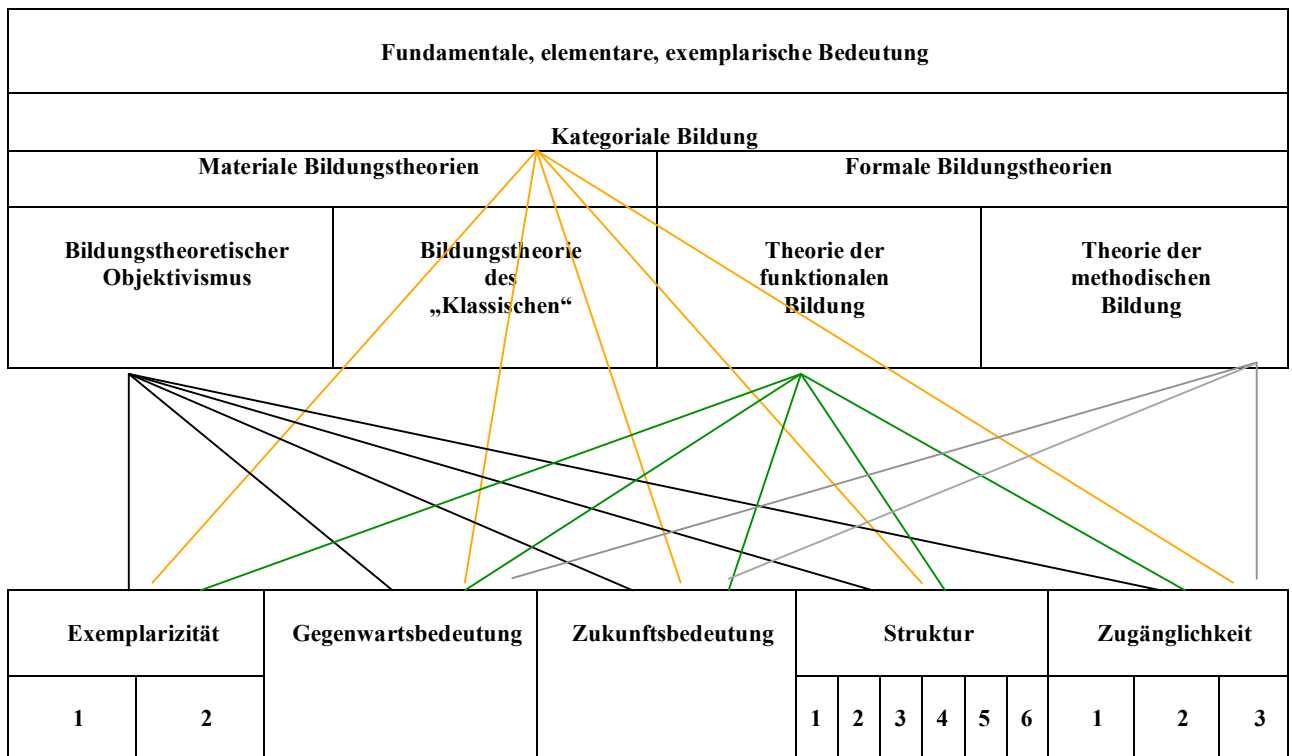 Fundamentale, elementare, exemplarische Bedeutung
Kategoriale Bildung
Materiale Bildungstheorien
Formale Bildungstheorien
Bildungstheoretischer
Objektivismus
Bildungstheorie
des
„Klassischen“
Theorie der
funktionalen
Bildung
Theorie der
methodischen
Bildung
Exemplarizität
Gegenwartsbedeutung
Zukunftsbedeutung
Struktur
Zugänglichkeit
1 2 1 2 3 4 5 6 1 2 3